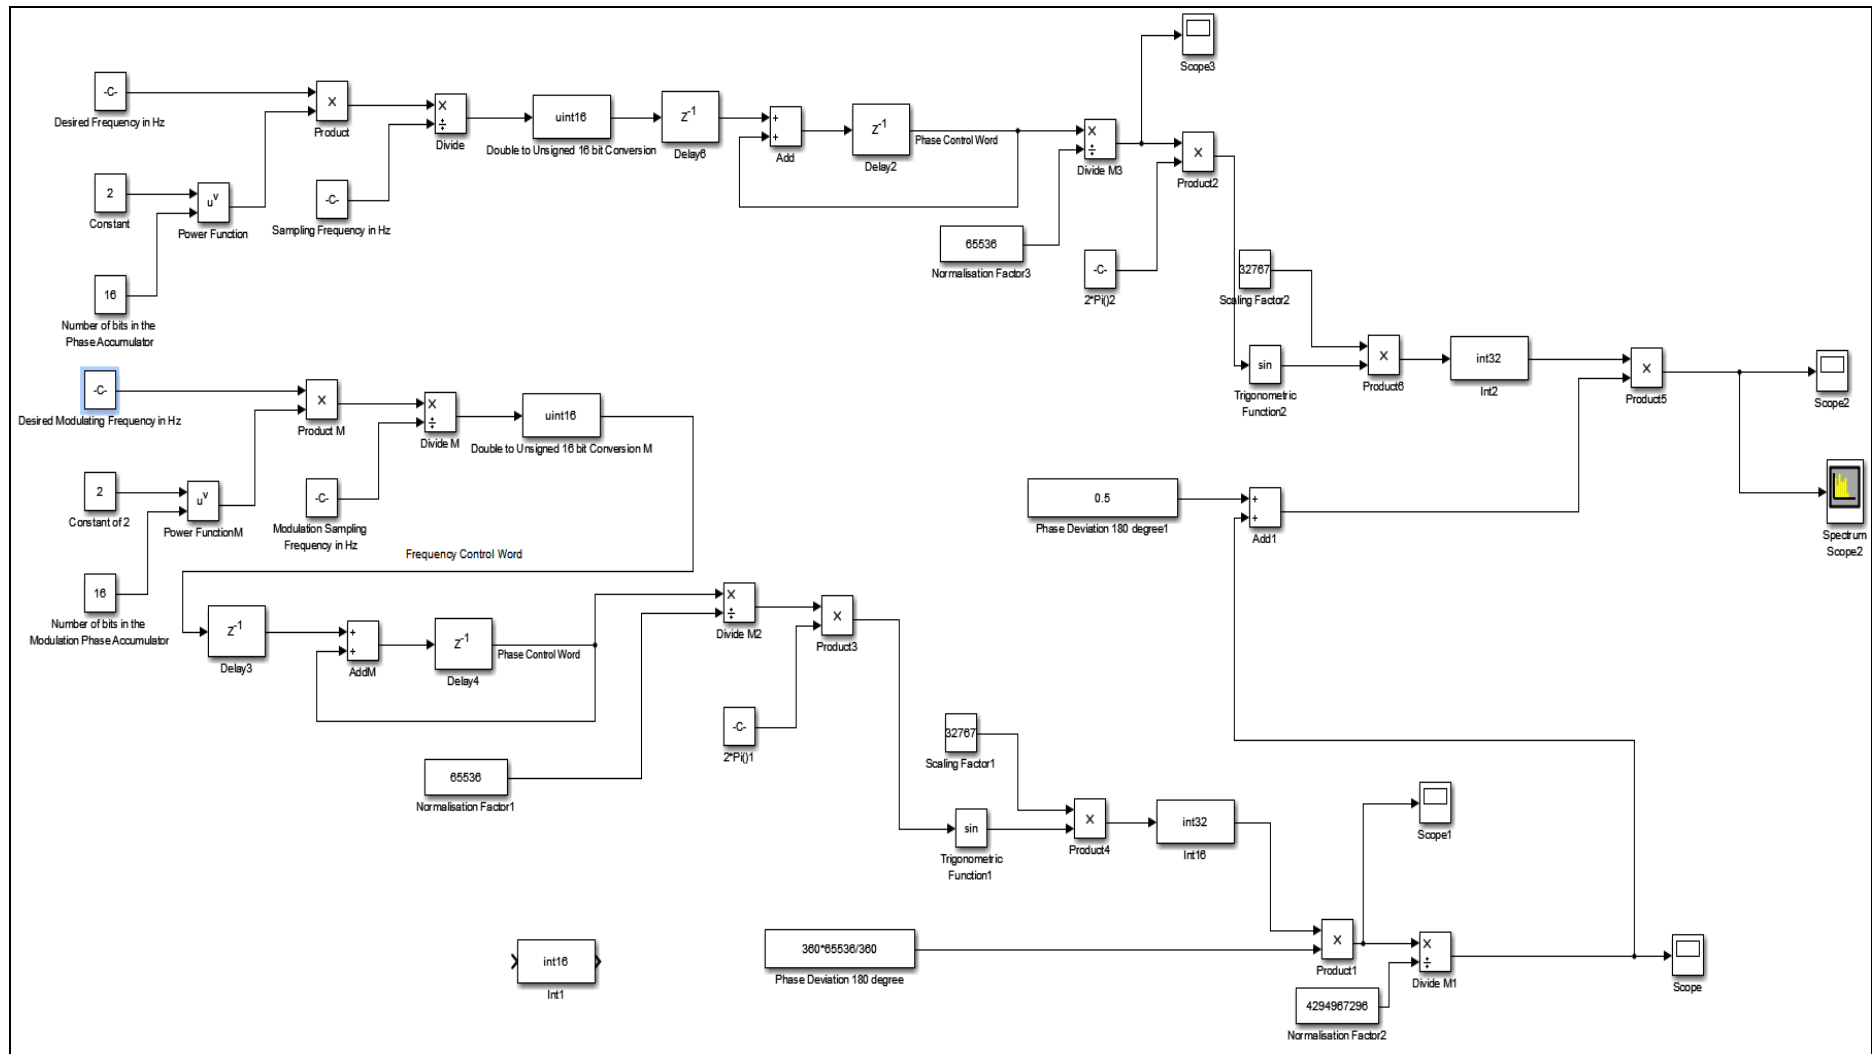 Scope3
-C-
Desired Frequency in Hz
X
Product
X
÷
Divide
uint16
Double to Unsigned 16 bit Conversion
z-1
Delay6
+
+
Add
z-1
Delay2
Phase Control Word
X
÷
Divide M3
X
Product2
2
Constant
uv
Power Function
-C-
Sampling Frequency in Hz
65536
Normalisation Factor3
-C-
2*Pi()2
32767
Scaling Factor2
16
Number of bits in the
Phase Accumulator
sin
Trigonometric
Function2
X
Product6
int32
Int2
X
Product5
Scope2
-C-
Desired Modulating Frequency in Hz
X
Product M
X
÷
Divide M
uint16
Double to Unsigned 16 bit Conversion M
2
Constant of 2
uv
Power FunctionM
-C-
Modulation Sampling
Frequency in Hz
0.5
Phase Deviation 180 degree1
+
+
Add1
Spectrum
Scope2
Frequency Control Word
16
Number of bits in the
Modulation Phase Accumulator
z-1
Delay3
+
+
AddM
z-1
Delay4
Phase Control Word
X
÷
Divide M2
X
Product3
-C-
2*Pi()1
65536
Normalisation Factor1
32767
Scaling Factor1
sin
Trigonometric
Function1
X
Product4
int32
Int16
Scope1
int16
Int1
360*65536/360
Phase Deviation 180 degree
X
Product1
X
÷
Divide M1
Scope
4294967296
Normalisation Factor2